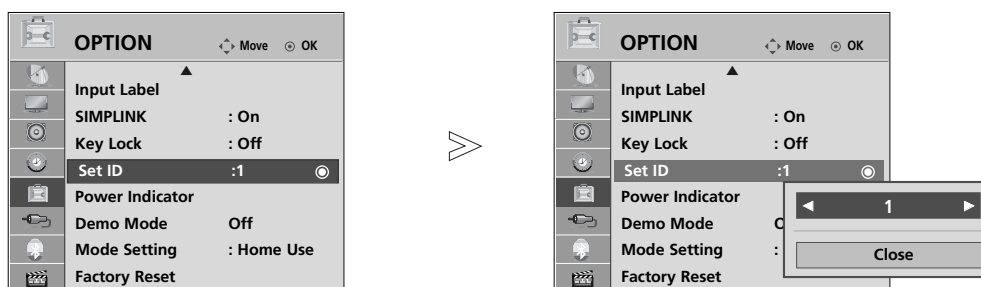 OPTION Move OK
Input Label
SIMPLINK : On
Key Lock : Off
Set ID :1
Power Indicator
Demo Mode Off
Mode Setting : Home Use
Factory Reset
OPTION Move OK
Input Label
SIMPLINK : On
Key Lock : Off
Set ID :1
Power Indicator
Demo Mode
Mode Setting :
Factory Reset
1
Close